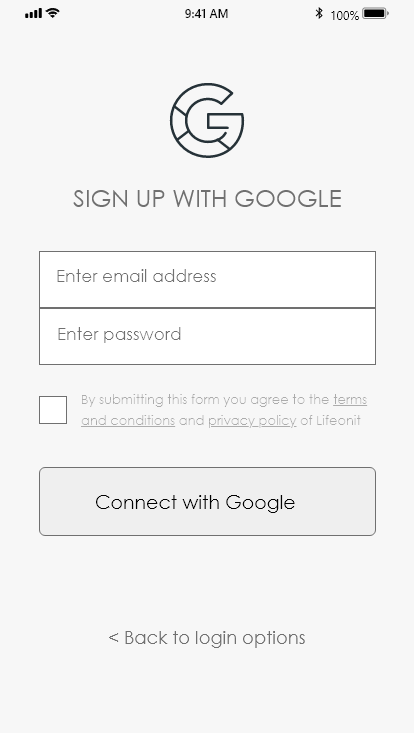 9:41 AM
100%
SIGN UP WITH GOOGLE
Enter email address
Enter password
By submitting this form you agree to the terms
and conditions and privacy policy of Lifeonit
Connect with Google
< Back to login options